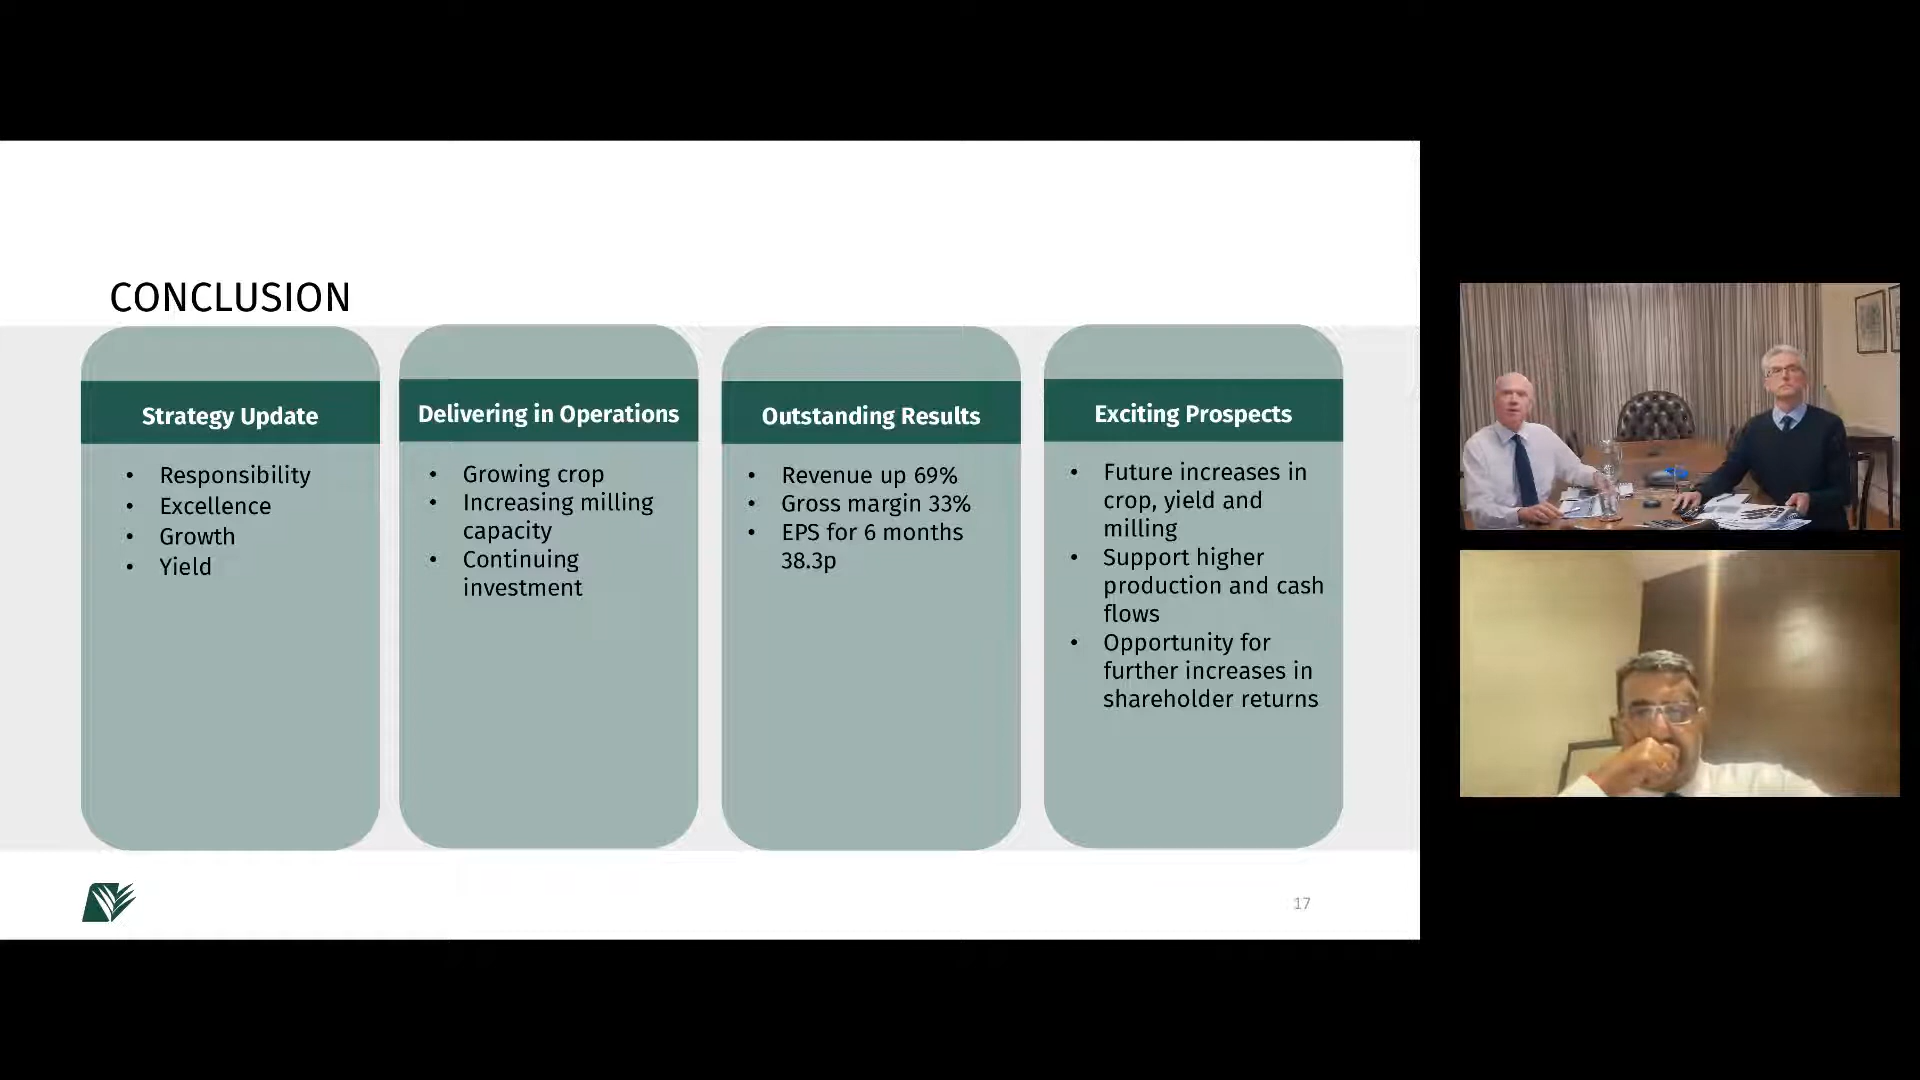 CONCLUSION
Strategy Update
• Responsibility
• Excellence
• Growth
• Yield
Delivering in Operations
• Growing crop
• Increasing milling
capacity
• Continuing
investment
Outstanding Results
• Revenue up 69%
• Gross margin 33%
• EPS for 6 months
38.3p
Exciting Prospects
• Future increases in
crop, yield and
milling
• Support higher
production and cash
flows
• Opportunity for
further increases in
shareholder returns
17